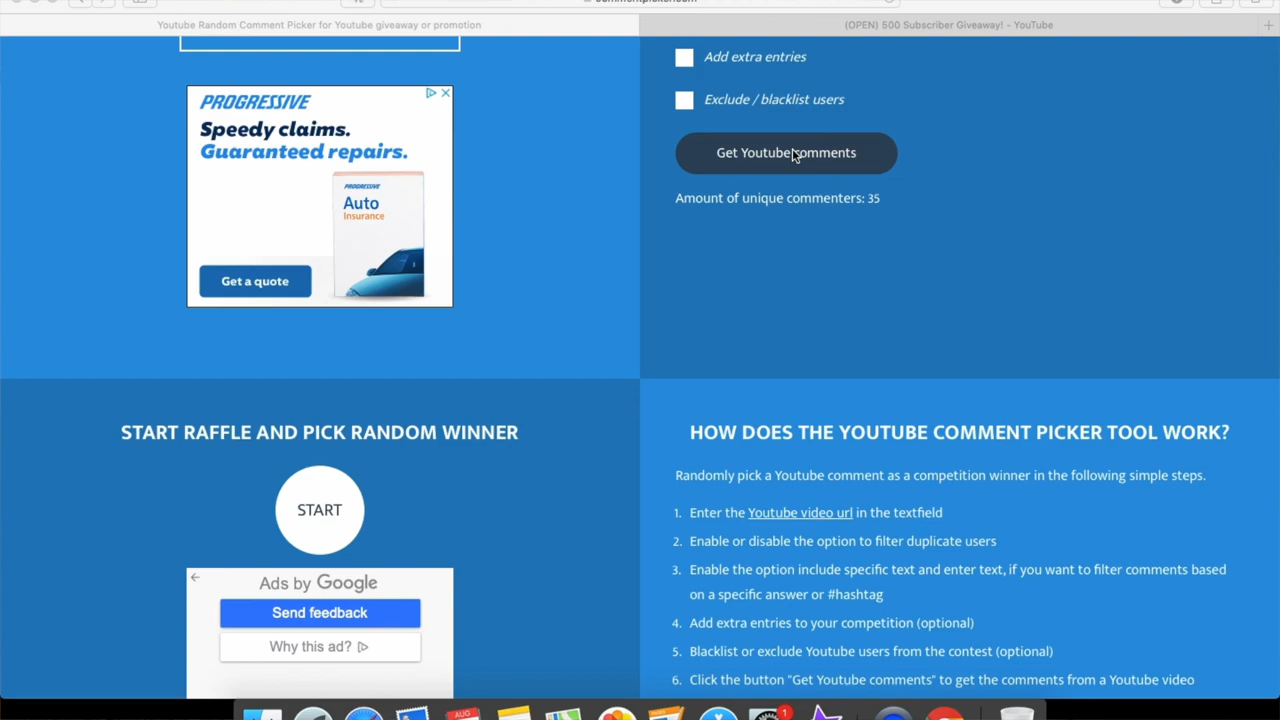 Youtube Random Comment Picker for Youtube giveaway or promotion
(OPEN) 500 Subscriber Giveaway! - YouTube
Add extra entries
Exclude / blacklist users
Get Youtube comments
Amount of unique commenters: 35
PROGRESSIVE
Speedy claims.
Guaranteed repairs.
PROGRESSIVE
Auto
Insurance
Get a quote
START RAFFLE AND PICK RANDOM WINNER
START
Ads by Google
Send feedback
Why this ad?
HOW DOES THE YOUTUBE COMMENT PICKER TOOL WORK?
Randomly pick a Youtube comment as a competition winner in the following simple steps.
1. Enter the Youtube video url in the textfield
2. Enable or disable the option to filter duplicate users
3. Enable the option include specific text and enter text, if you want to filter comments based
on a specific answer or #hashtag
4. Add extra entries to your competition (optional)
5. Blacklist or exclude Youtube users from the contest (optional)
6. Click the button "Get Youtube comments" to get the comments from a Youtube video
AUG
1